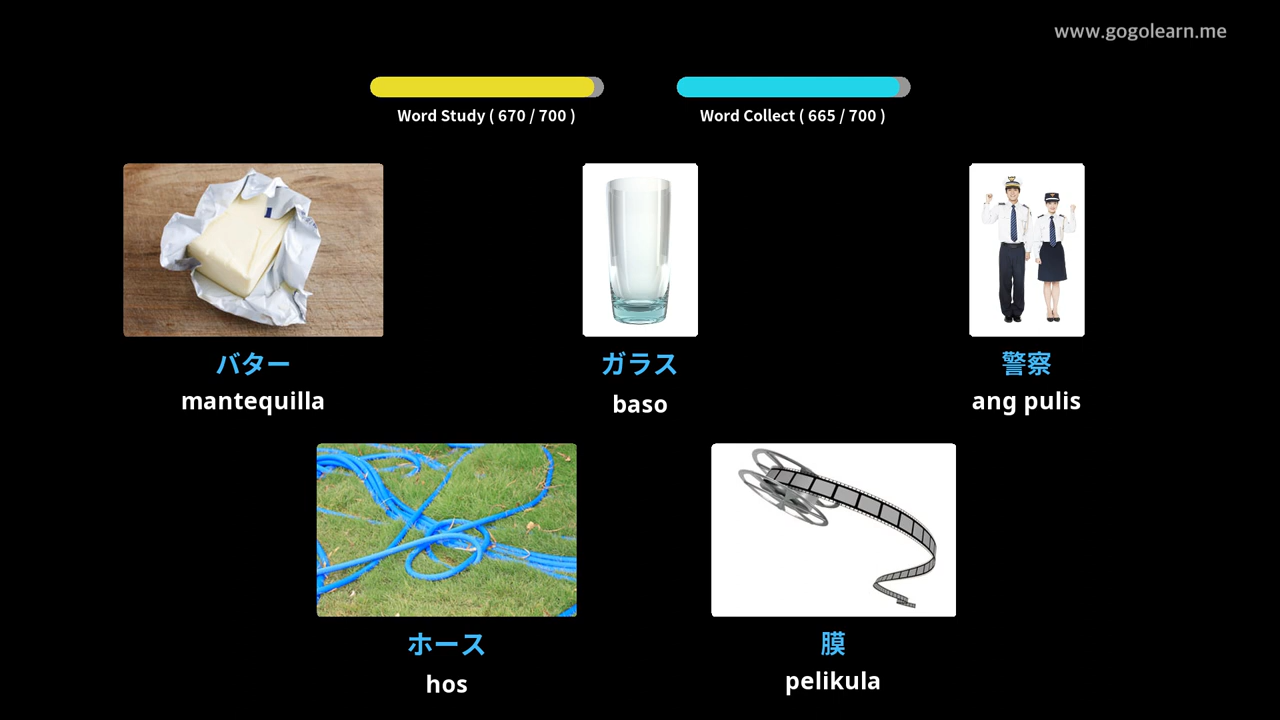 www.gogolearn.me
Word Study ( 670 / 700 )
Word Collect ( 665 / 700 )
バター
mantequilla
ガラス
baso
警察
ang pulis
ホース
hos
膜
pelikula